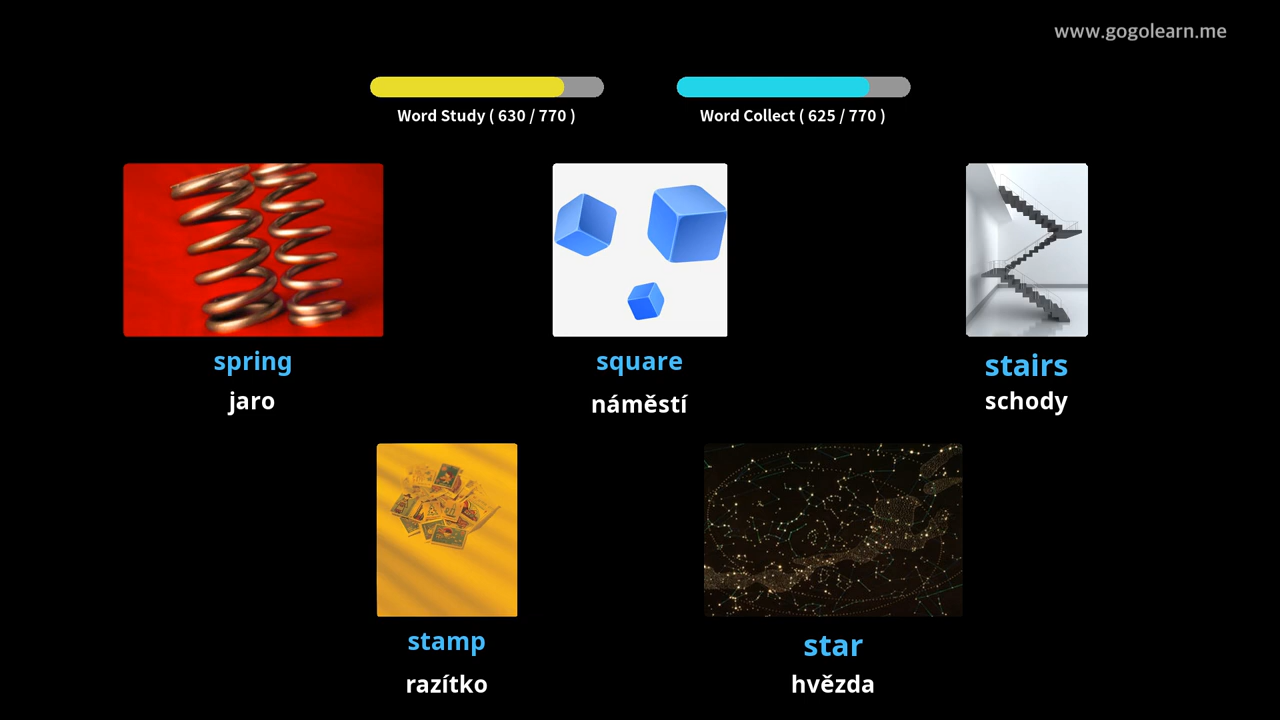 www.gogolearn.me
Word Study ( 630 / 770 )
Word Collect ( 625 / 770 )
spring
square
stairs
jaro
náměstí
schody
stamp
star
razítko
hvězda